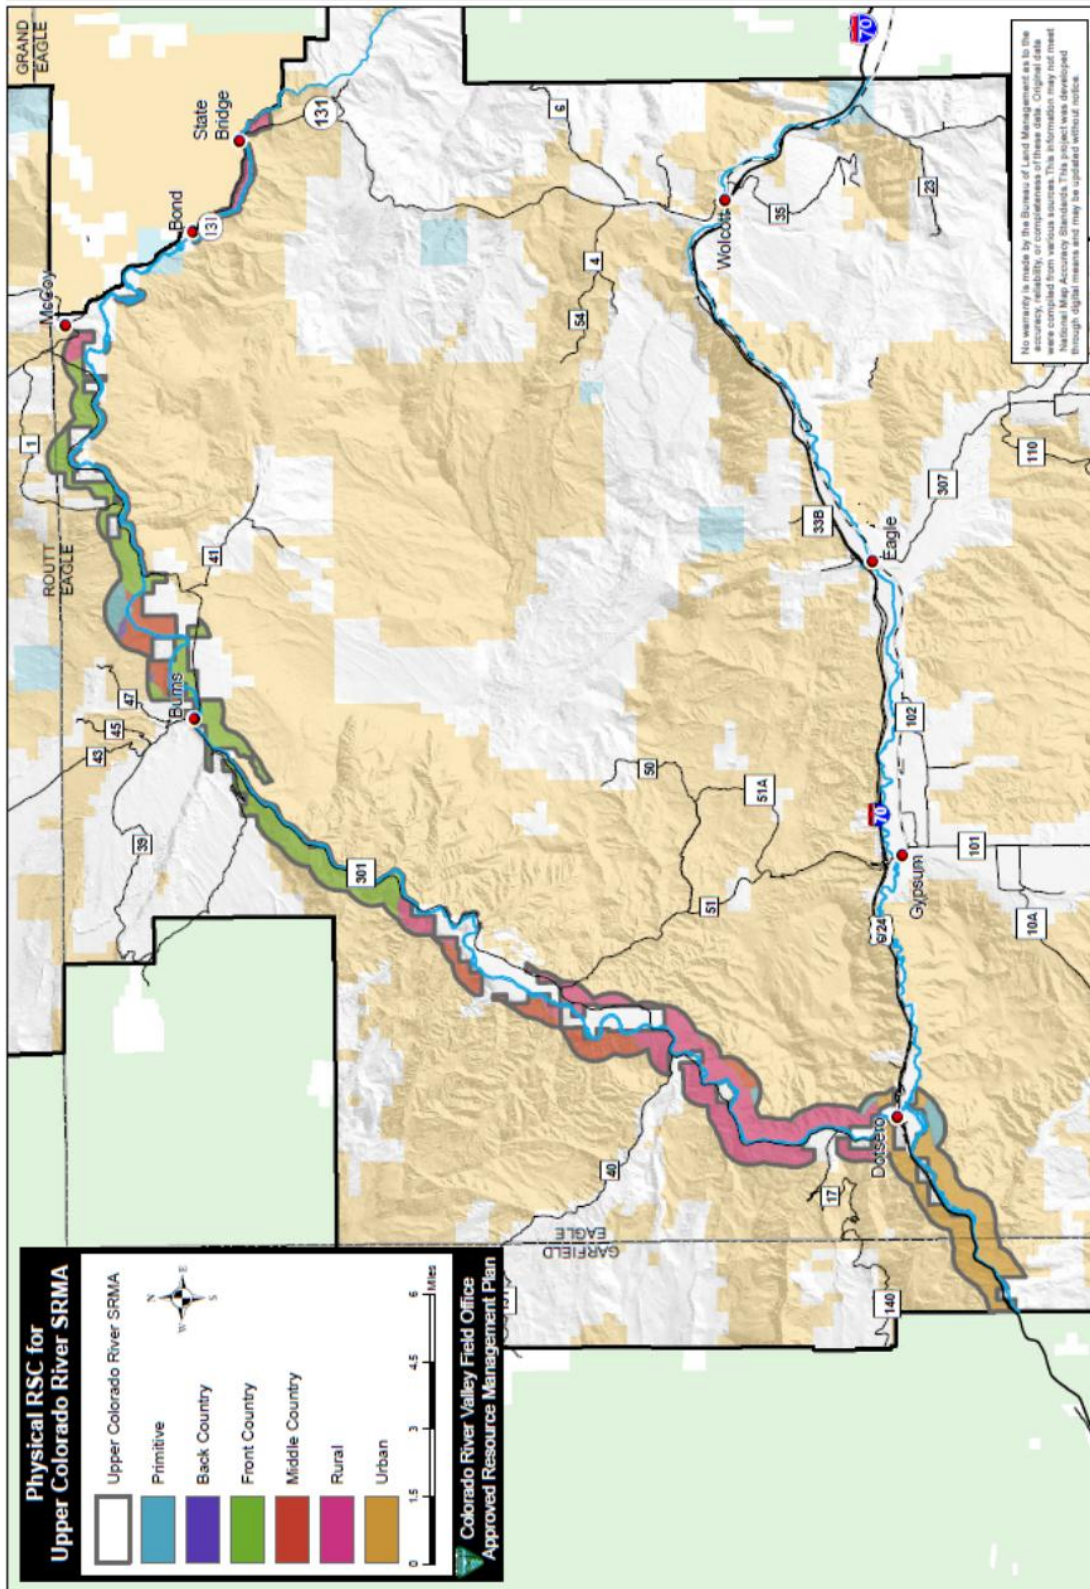 Physical RSC for
Upper Colorado River SRMA
Upper Colorado River SRMA
Primitive
Back Country
Front Country
Middle Country
Rural
Urban
N
W
E
S
0 1.5 3 4.5 6
Miles
Colorado River Valley Field Office
Approved Resource Management Plan
GRAND
EAGLE
ROUTT
EAGLE
GARFIELD
EAGLE
McCoy
Bond
State
Bridge
Burns
Wolcott
Eagle
Gypsum
Dotsero
131
131
1
6
4
54
35
23
41
47
45
43
39
301
50
51A
51
40
17
140
33B
307
110
102
101
10A
6/24
70
70
No warranty is made by the Bureau of Land Management as to the
accuracy, reliability, or completeness of these data. Original data
were compiled from various sources. This information may not meet
National Map Accuracy Standards. This project was developed
through digital means and may be updated without notice.